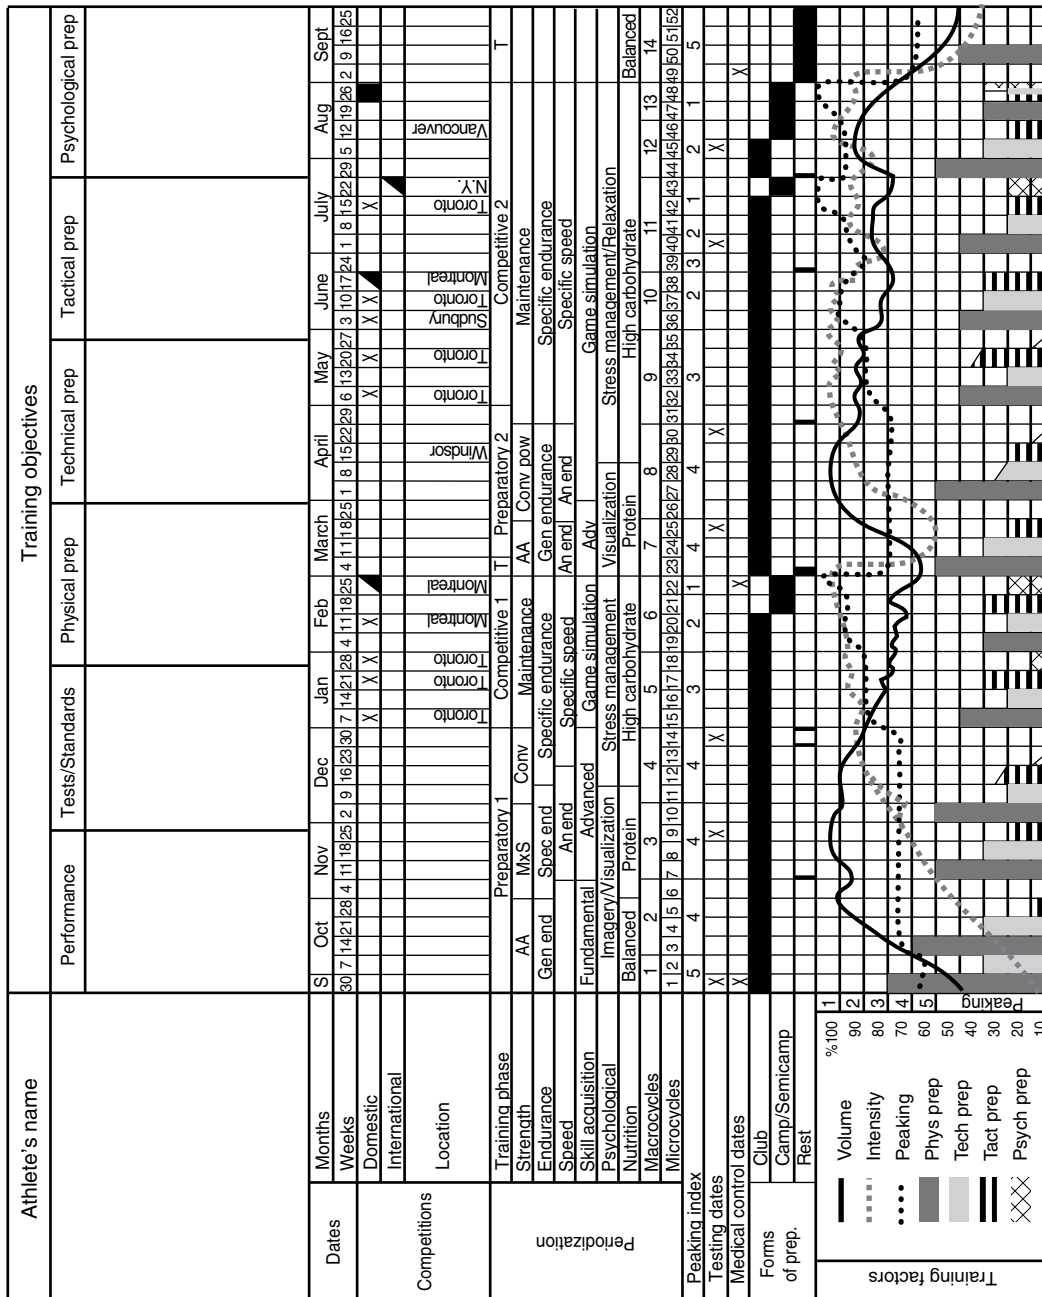 Athlete's name Training objectives
Performance Tests/Standards Physical prep Technical prep Tactical prep Psychological prep
Dates
Months S Oct Nov Dec Jan Feb March April May June July Aug Sept
Weeks 30 7 14 21 28 4 11 18 25 2 9 16 23 30 7 14 21 28 4 11 18 25 4 11 18 25 1 8 15 22 29 6 13 20 27 3 10 17 24 1 8 15 22 29 5 12 19 26 2 9 16 25
Competitions
Domestic X X X X X X X X X
International
Location Toronto Toronto Toronto Montreal Montreal Windsor Toronto Toronto Sudbury Toronto Montreal Toronto N.Y. Vancouver
Periodization
Training phase Preparatory 1 Competitive 1 T Preparatory 2 Competitive 2 T
Strength AA MxS Conv Maintenance AA Conv pow Maintenance
Endurance Gen end Spec end Specific endurance Gen endurance Specific endurance
Speed An end Specific speed An end An end Specific speed
Skill acquisition Fundamental Advanced Game simulation Adv Game simulation
Psychological Imagery/Visualization Stress management Visualization Stress management/Relaxation
Nutrition Balanced Protein High carbohydrate Protein High carbohydrate Balanced
Macrocycles 1 2 3 4 5 6 7 8 9 10 11 12 13 14
Microcycles 1 2 3 4 5 6 7 8 9 10 11 12 13 14 15 16 17 18 19 20 21 22 23 24 25 26 27 28 29 30 31 32 33 34 35 36 37 38 39 40 41 42 43 44 45 46 47 48 49 50 51 52
Peaking index 5 4 4 4 3 2 1 4 4 3 2 3 2 1 2 1 5
Testing dates X X X X X X X
Medical control dates X X X
Forms of prep.
Club
Camp/Semicamp
Rest
Training factors
Volume
Intensity
Peaking
Phys prep
Tech prep
Tact prep
Psych prep
%100
90
80
70
60
50
40
30
20
10
1
2
3
4
5
Peaking